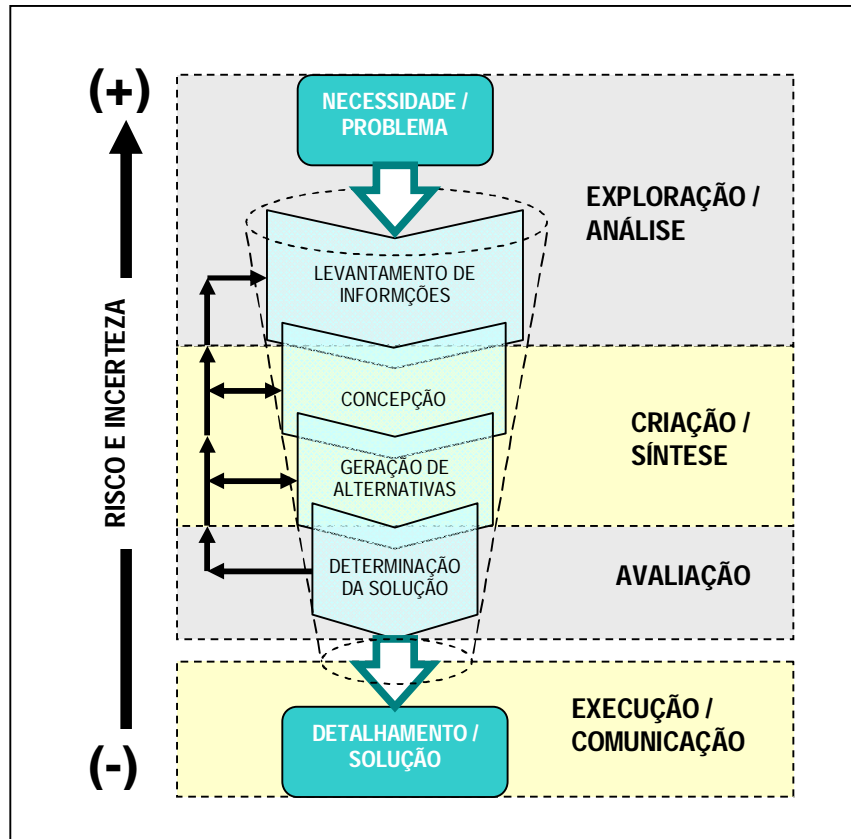 (+)
NECESSIDADE /
PROBLEMA
EXPLORAÇÃO /
ANÁLISE
LEVANTAMENTO DE
INFORMÇÕES
RISCO E INCERTEZA
CONCEPÇÃO
CRIAÇÃO /
SÍNTESE
GERAÇÃO DE
ALTERNATIVAS
DETERMINAÇÃO
DA SOLUÇÃO
AVALIAÇÃO
EXECUÇÃO /
COMUNICAÇÃO
DETALHAMENTO /
SOLUÇÃO
(-)